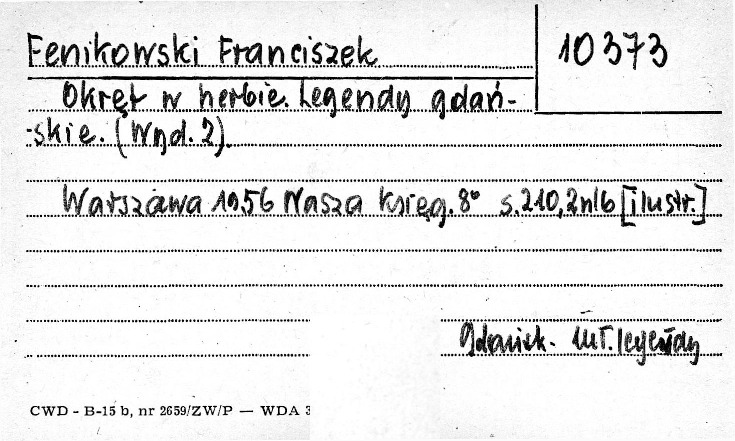 Fenikowski Franciszek
10373
Okręt w herbie. Legendy gdań-
-skie. (Wyd. 2).
Warszawa 1956 Nasza Księg. 8° s. 210, 2nlb [ilustr.]
Gdańsk. lit. legendy
CWD - B-15 b, nr 2659/ZW/P — WDA 3